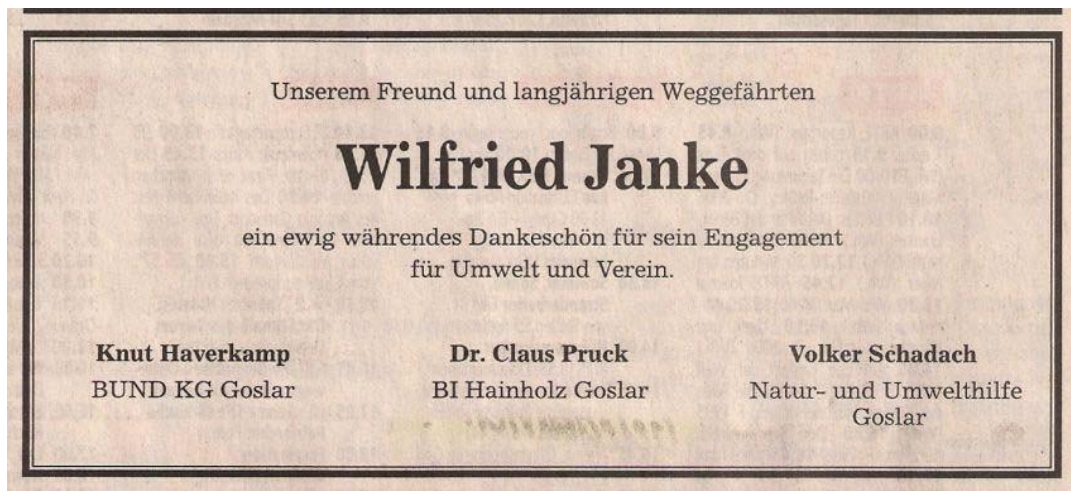 Unserem Freund und langjährigen Weggefährten
Wilfried Janke
ein ewig währendes Dankeschön für sein Engagement
für Umwelt und Verein.
Knut Haverkamp
BUND KG Goslar
Dr. Claus Pruck
BI Hainholz Goslar
Volker Schadach
Natur- und Umwelthilfe
Goslar